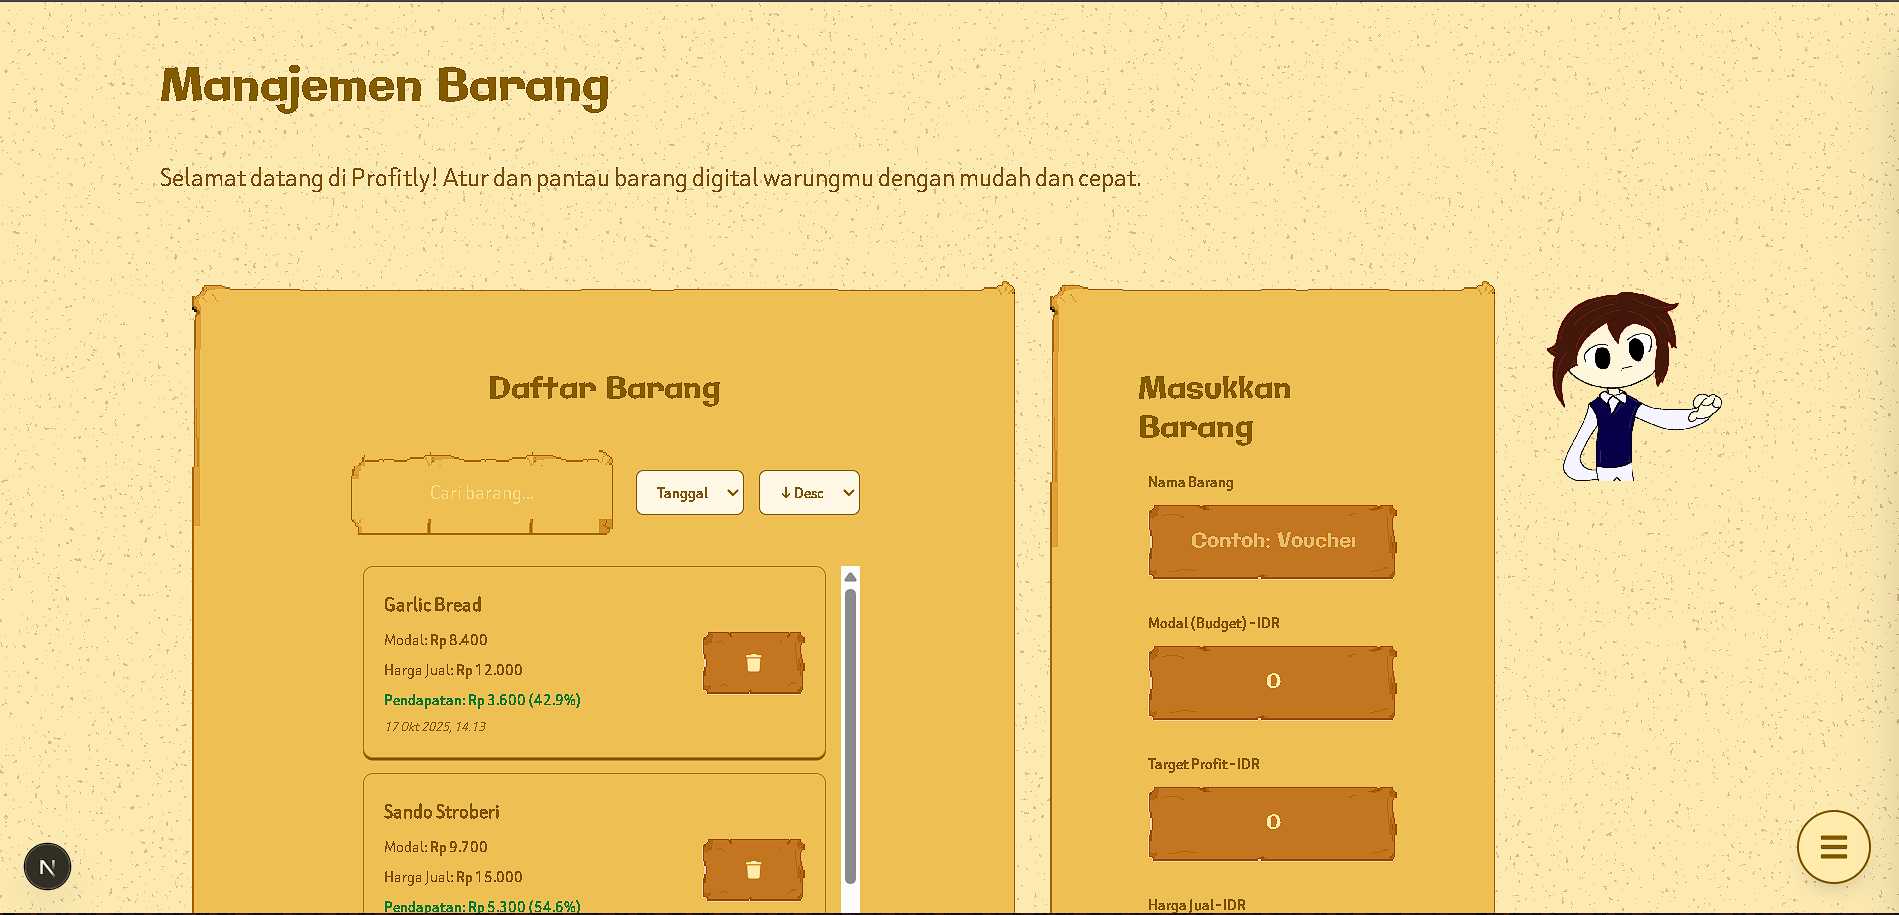 Manajemen Barang
Selamat datang di Profitly! Atur dan pantau barang digital warungmu dengan mudah dan cepat.
Daftar Barang
Cari barang...
Tanggal
↓ Desc
Garlic Bread
Modal: Rp 8.400
Harga Jual: Rp 12.000
Pendapatan: Rp 3.600 (42.9%)
17 Okt 2025, 14.13
Sando Stroberi
Modal: Rp 9.700
Harga Jual: Rp 15.000
Pendapatan: Rp 5.300 (54.6%)
Masukkan
Barang
Nama Barang
Contoh: Voucher
Modal (Budget) - IDR
0
Target Profit - IDR
0
Harga Jual - IDR
N